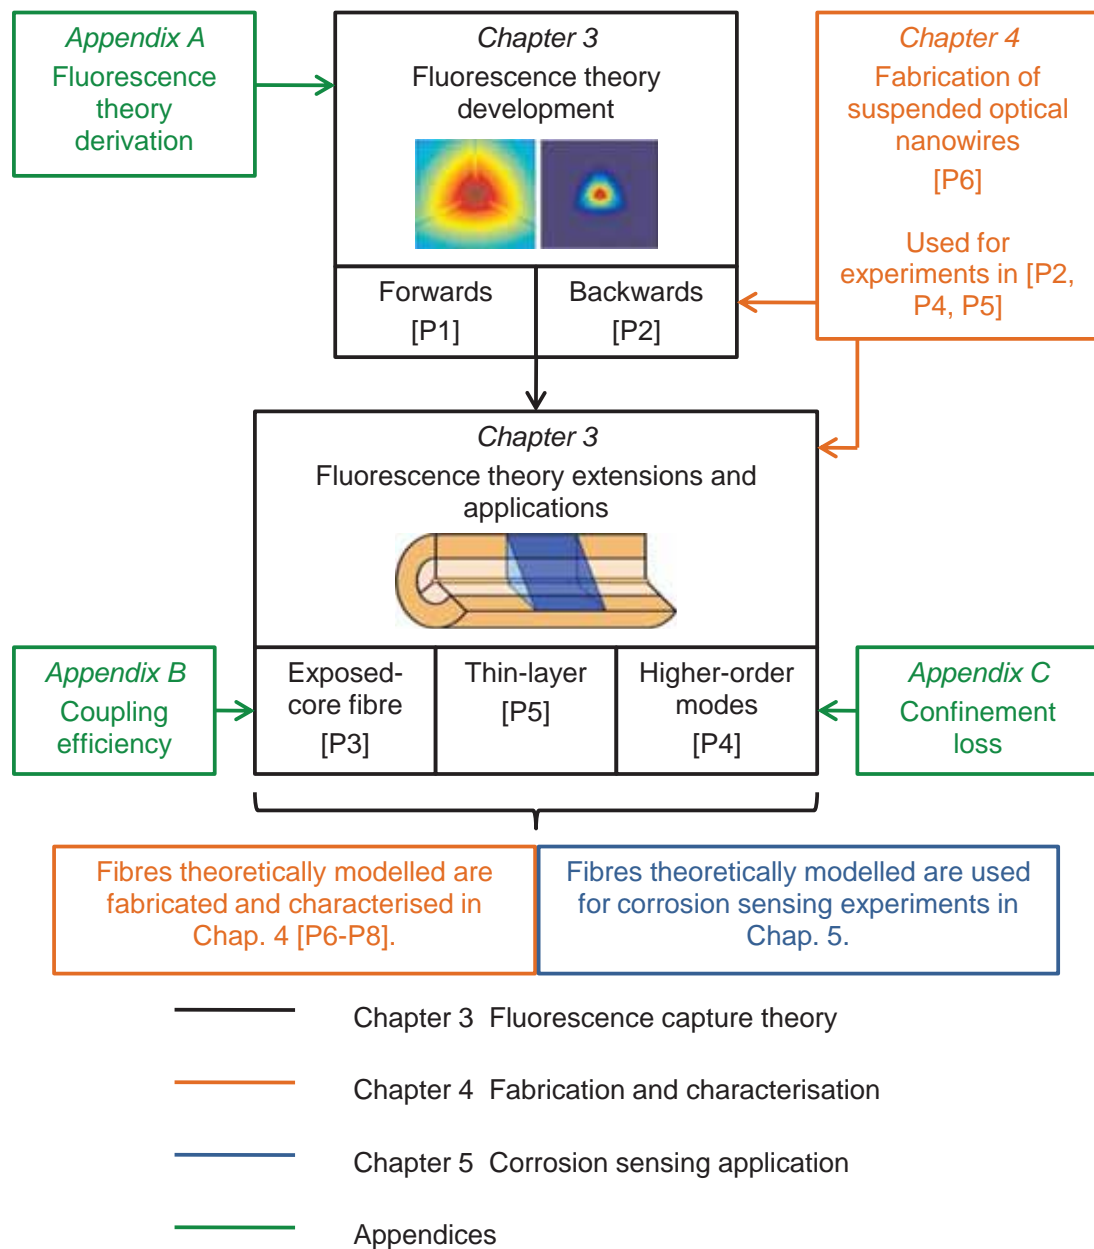 Appendix A
Fluorescence
theory
derivation
Chapter 3
Fluorescence theory
development
Forwards
[P1]
Backwards
[P2]
Chapter 4
Fabrication of
suspended optical
nanowires
[P6]
Used for
experiments in [P2,
P4, P5]
Chapter 3
Fluorescence theory extensions and
applications
Appendix B
Coupling
efficiency
Exposed-
core fibre
[P3]
Thin-layer
[P5]
Higher-order
modes
[P4]
Appendix C
Confinement
loss
Fibres theoretically modelled are
fabricated and characterised in
Chap. 4 [P6-P8].
Fibres theoretically modelled are used
for corrosion sensing experiments in
Chap. 5.
Chapter 3  Fluorescence capture theory
Chapter 4  Fabrication and characterisation
Chapter 5  Corrosion sensing application
Appendices